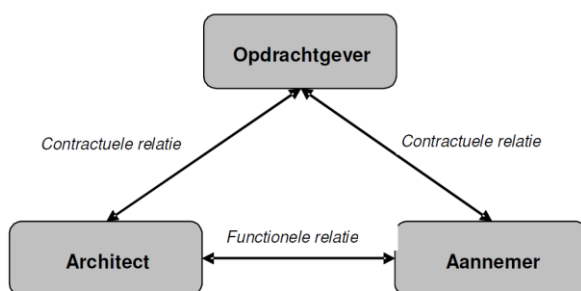 Opdrachtgever
Contractuele relatie
Contractuele relatie
Functionele relatie
Architect
Aannemer